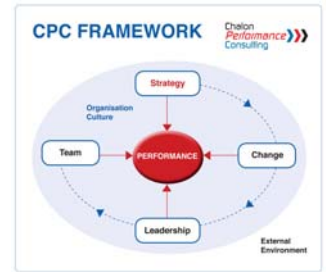 CPC FRAMEWORK
Chalon
Performance
Consulting
Strategy
Organisation
Culture
Team
PERFORMANCE
Change
Leadership
External
Environment